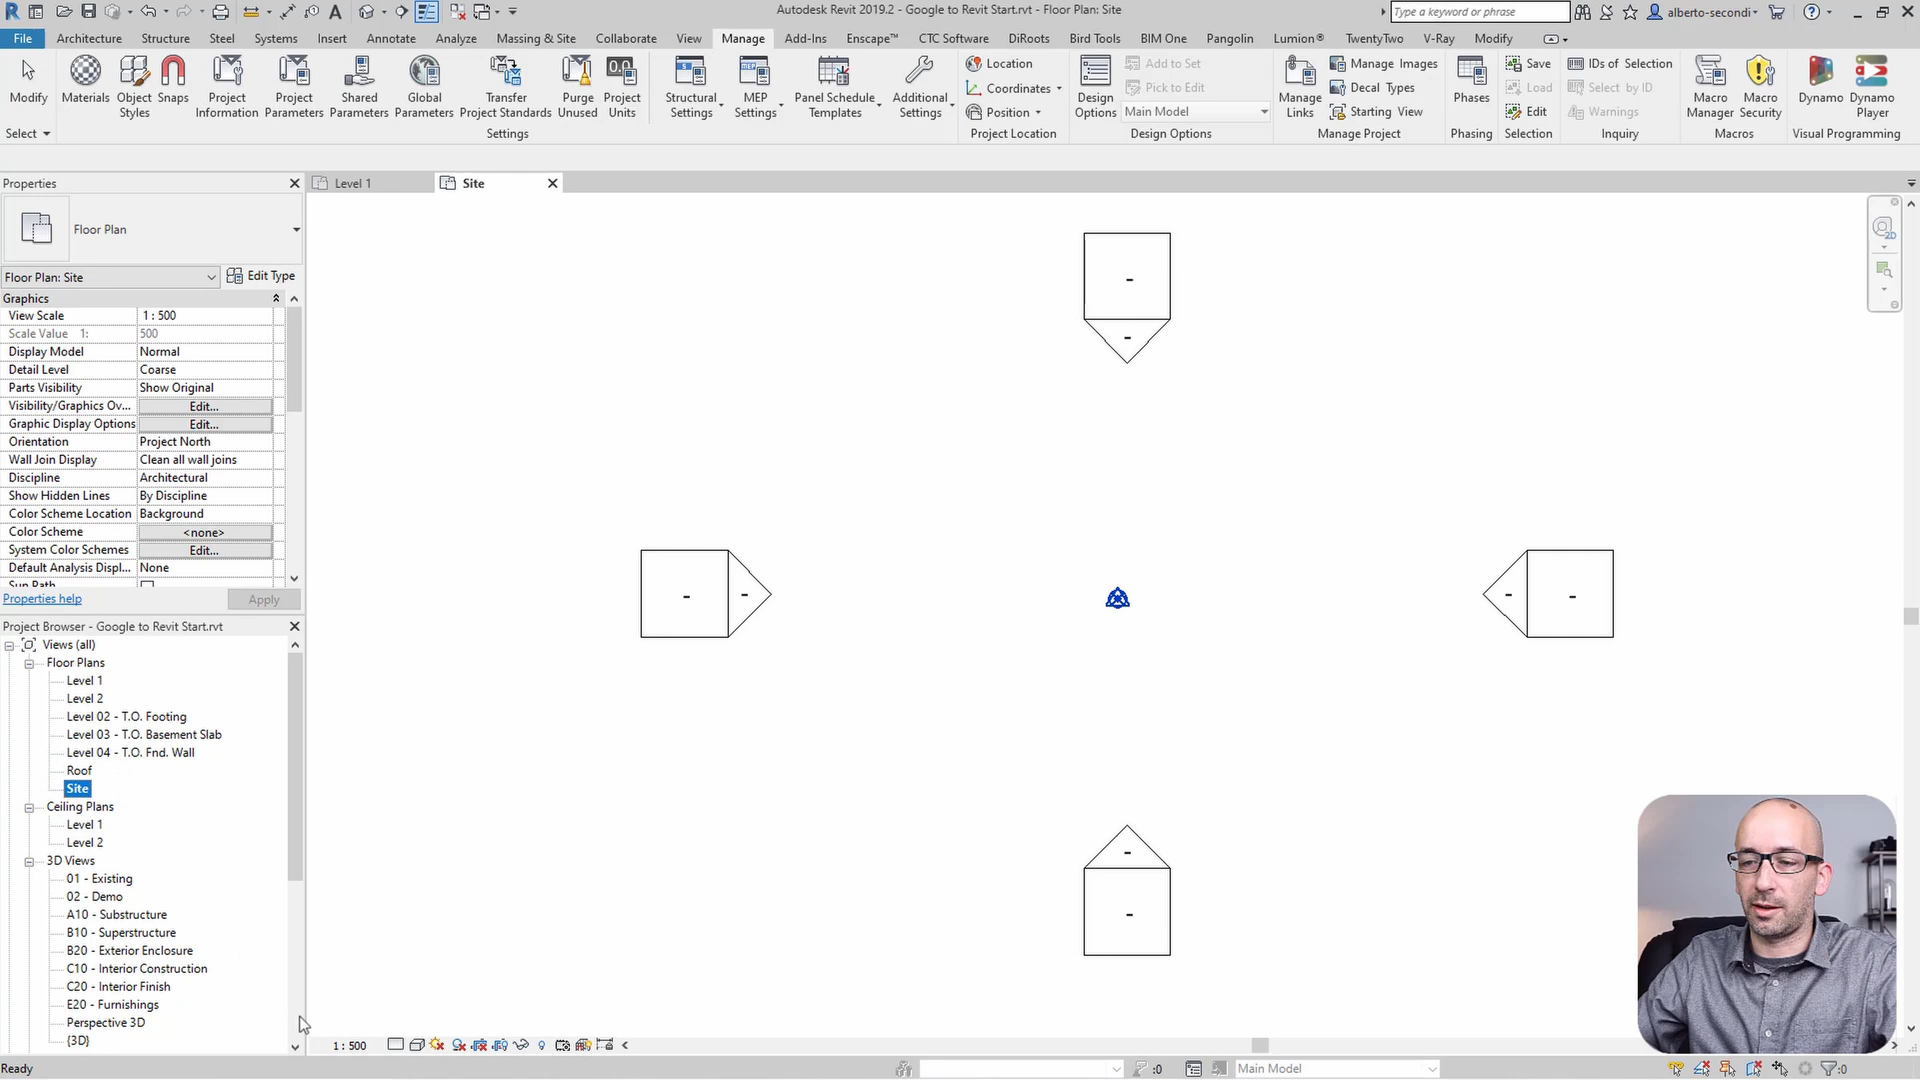 Autodesk Revit 2019.2 - Google to Revit Start.rvt - Floor Plan: Site
Type a keyword or phrase
alberto-secondi
File Architecture Structure Steel Systems Insert Annotate Analyze Massing & Site Collaborate View Manage Add-Ins Enscape™ CTC Software DiRoots Bird Tools BIM One Pangolin Lumion® TwentyTwo V-Ray Modify
Modify
Materials
Object Styles
Snaps
Project Information
Project Parameters
Shared Parameters
Global Parameters
Transfer Project Standards
Purge Unused
Project Units
Structural Settings
MEP Settings
Panel Schedule Templates
Additional Settings
Location
Coordinates
Position
Design Options
Add to Set
Pick to Edit
Main Model
Manage Links
Manage Images
Decal Types
Starting View
Phases
Save
Load
Edit
IDs of Selection
Select by ID
Warnings
Macro Manager
Macro Security
Dynamo
Dynamo Player
Select Settings Project Location Design Options Manage Project Phasing Selection Inquiry Macros Visual Programming
Properties
Level 1
Site
Floor Plan
Floor Plan: Site
Edit Type
Graphics
View Scale 1 : 500
Scale Value 1: 500
Display Model Normal
Detail Level Coarse
Parts Visibility Show Original
Visibility/Graphics Ov... Edit...
Graphic Display Options Edit...
Orientation Project North
Wall Join Display Clean all wall joins
Discipline Architectural
Show Hidden Lines By Discipline
Color Scheme Location Background
Color Scheme <none>
System Color Schemes Edit...
Default Analysis Displ... None
Sun Path
Properties help
Apply
Project Browser - Google to Revit Start.rvt
Views (all)
Floor Plans
Level 1
Level 2
Level 02 - T.O. Footing
Level 03 - T.O. Basement Slab
Level 04 - T.O. Fnd. Wall
Roof
Site
Ceiling Plans
Level 1
Level 2
3D Views
01 - Existing
02 - Demo
A10 - Substructure
B10 - Superstructure
B20 - Exterior Enclosure
C10 - Interior Construction
C20 - Interior Finish
E20 - Furnishings
Perspective 3D
{3D}
1 : 500
Ready
:0
Main Model
:0